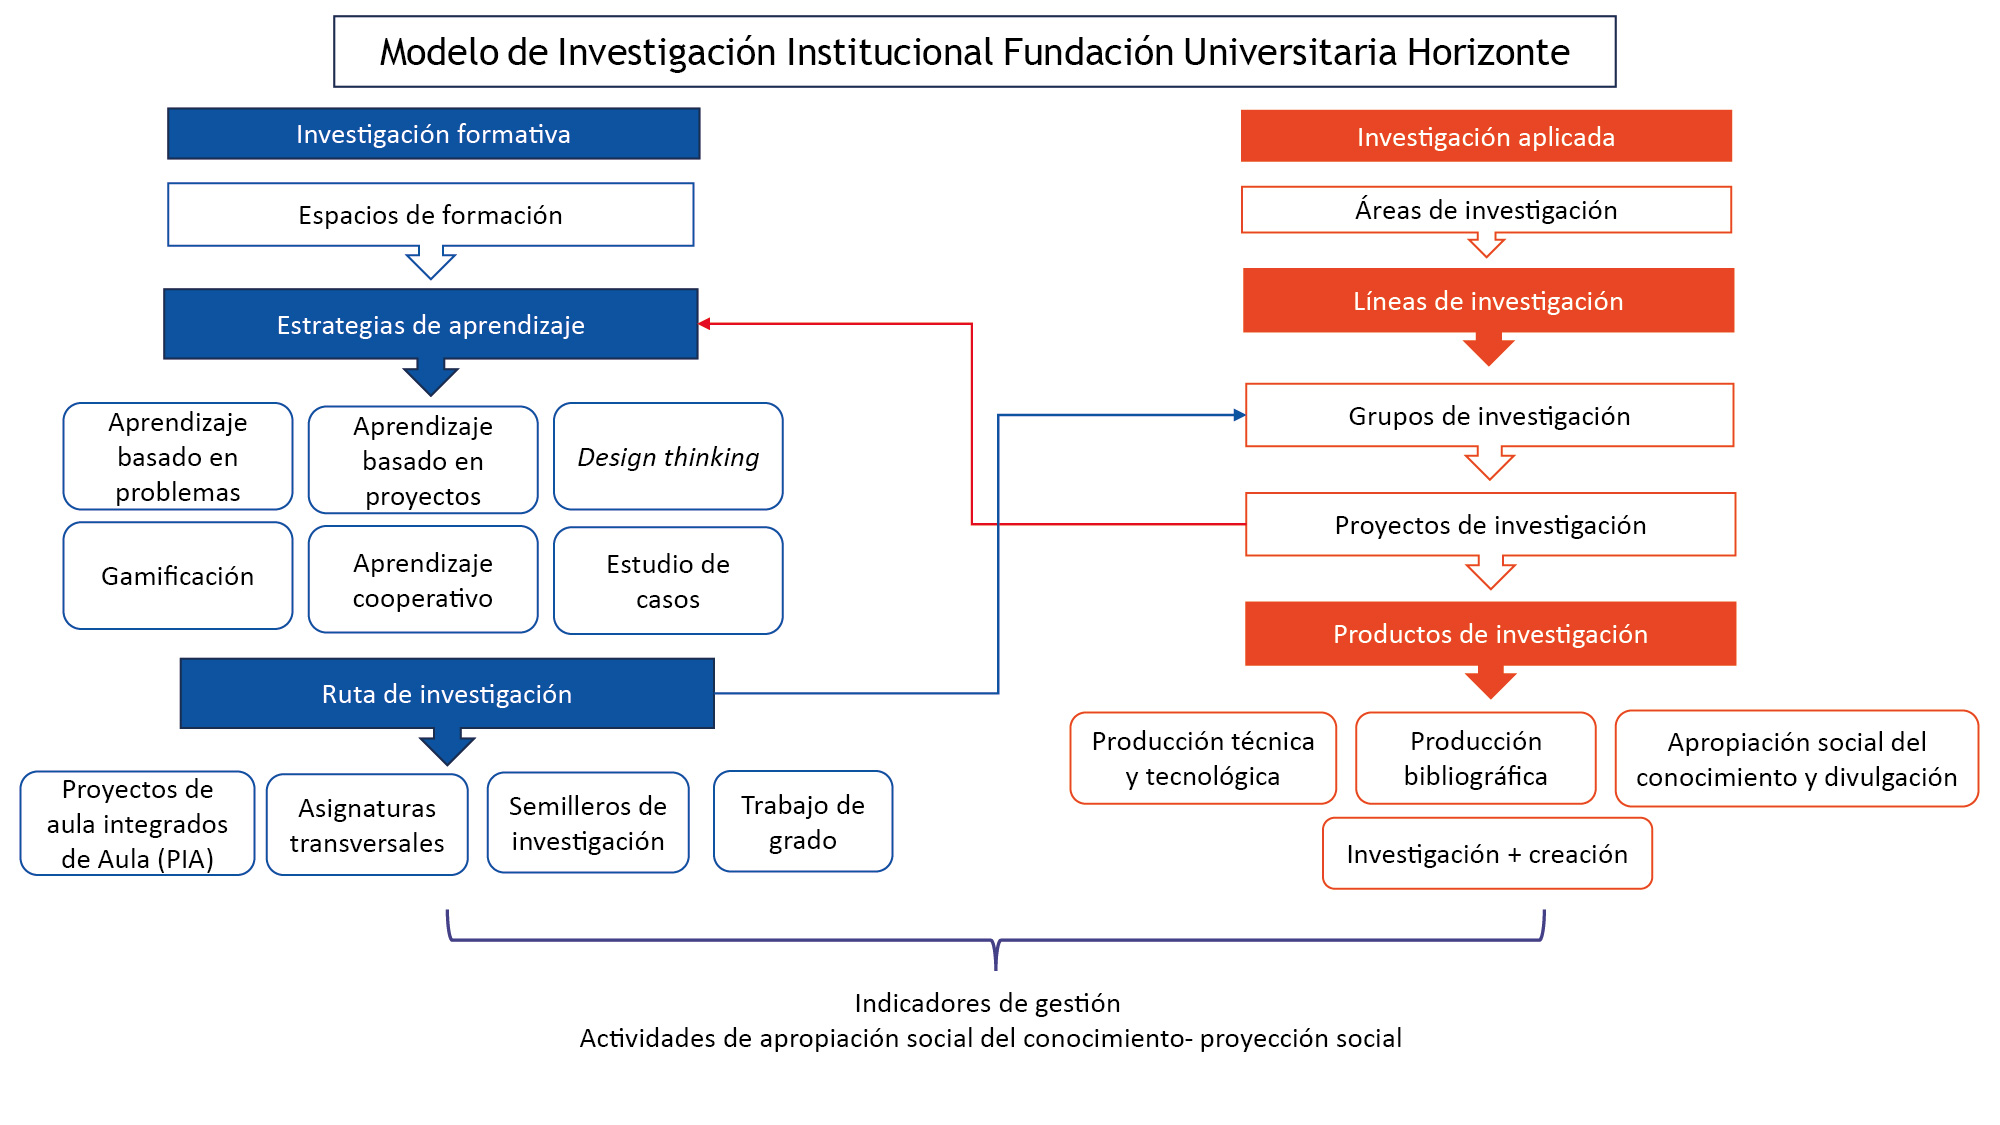 Modelo de Investigación Institucional Fundación Universitaria Horizonte
Investigación formativa
Espacios de formación
Estrategias de aprendizaje
Aprendizaje
basado en
problemas
Aprendizaje
basado en
proyectos
Design thinking
Gamificación
Aprendizaje
cooperativo
Estudio de
casos
Ruta de investigación
Proyectos de
aula integrados
de Aula (PIA)
Asignaturas
transversales
Semilleros de
investigación
Trabajo de
grado
Investigación aplicada
Áreas de investigación
Líneas de investigación
Grupos de investigación
Proyectos de investigación
Productos de investigación
Producción técnica
y tecnológica
Producción
bibliográfica
Apropiación social del
conocimiento y divulgación
Investigación + creación
Indicadores de gestión
Actividades de apropiación social del conocimiento- proyección social